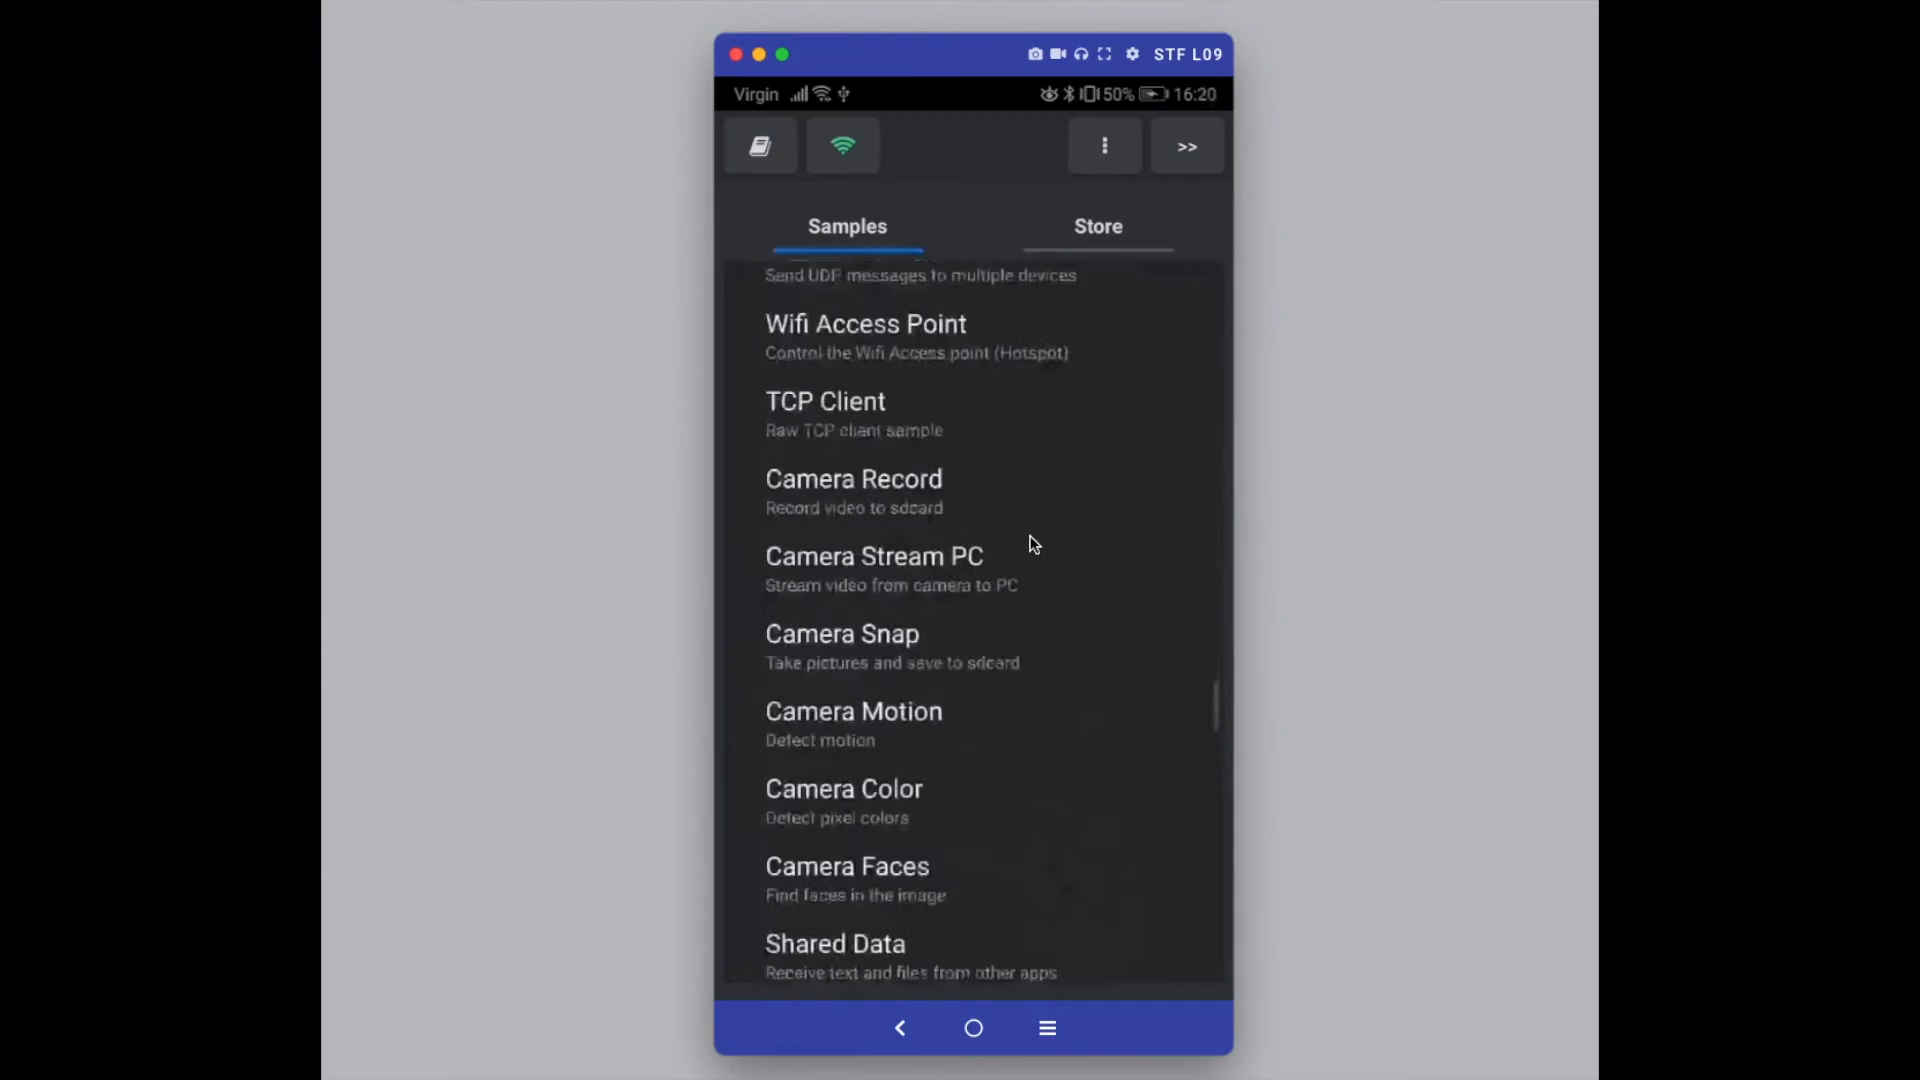 STF L09
Virgin 50% 16:20
>>
Samples Store
Send UDP messages to multiple devices
Wifi Access Point
Control the Wifi Access point (Hotspot)
TCP Client
Raw TCP client sample
Camera Record
Record video to sdcard
Camera Stream PC
Stream video from camera to PC
Camera Snap
Take pictures and save to sdcard
Camera Motion
Detect motion
Camera Color
Detect pixel colors
Camera Faces
Find faces in the image
Shared Data
Receive text and files from other apps